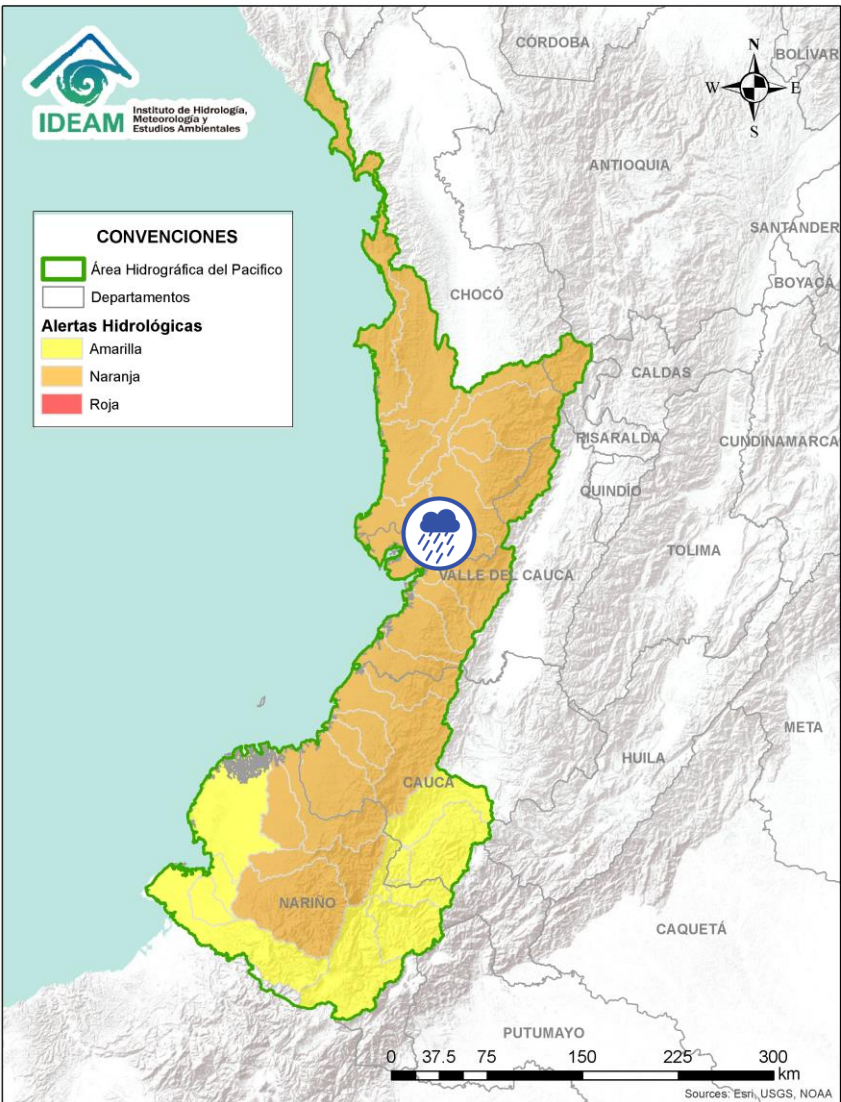 IDEAM
Instituto de Hidrología,
Meteorología y
Estudios Ambientales
N
W
E
S
CÓRDOBA
BOLIVAR
ANTIOQUIA
SANTANDER
BOYACÁ
CONVENCIONES
Área Hidrográfica del Pacifico
Departamentos
Alertas Hidrológicas
Amarilla
Naranja
Roja
CHOCÓ
CALDAS
RISARALDA
CUNDINAMARCA
QUINDÍO
TOLIMA
VALLE DEL CAUCA
META
HUILA
CAUCA
NARIÑO
CAQUETÁ
PUTUMAYO
0 37.5 75 150 225 300
km
Sources: Esri, USGS, NOAA